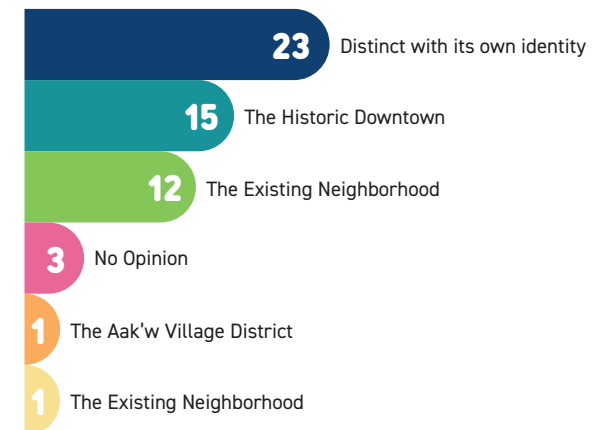 23 Distinct with its own identity
15 The Historic Downtown
12 The Existing Neighborhood
3 No Opinion
1 The Aak'w Village District
1 The Existing Neighborhood